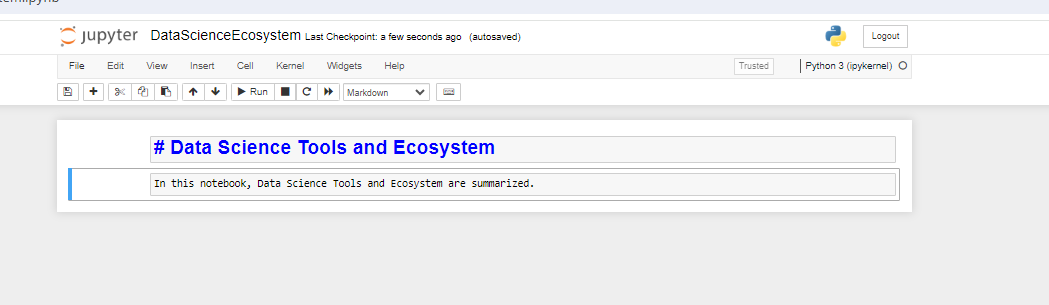 jupyter DataScienceEcosystem Last Checkpoint: a few seconds ago (autosaved) Logout
File Edit View Insert Cell Kernel Widgets Help Trusted Python 3 (ipykernel)
Run Markdown
# Data Science Tools and Ecosystem
In this notebook, Data Science Tools and Ecosystem are summarized.